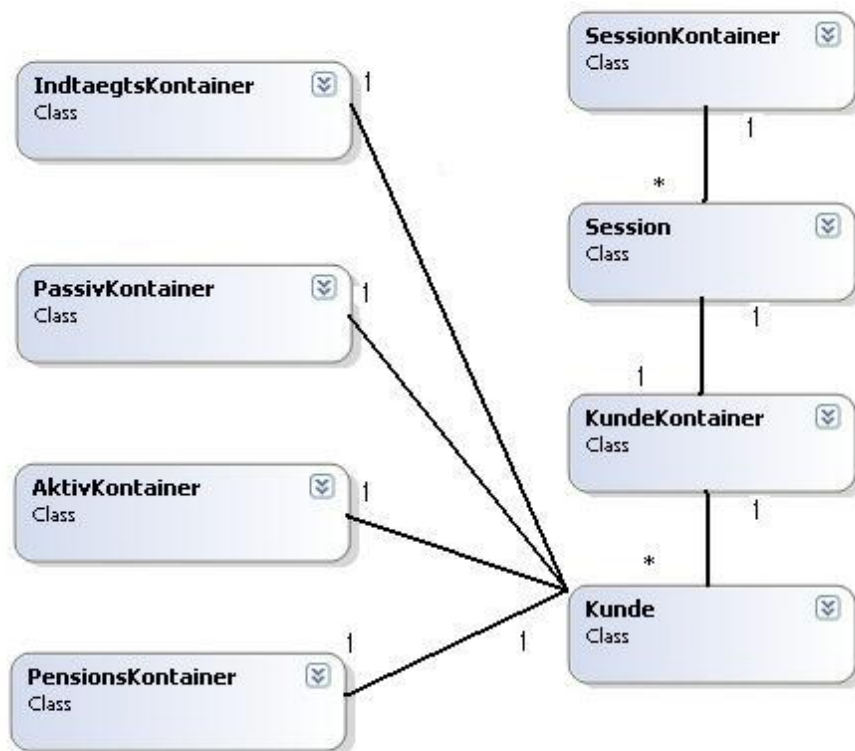 IndtaegtsKontainer
Class
1
PassivKontainer
Class
1
AktivKontainer
Class
1
PensionsKontainer
Class
1
1
SessionKontainer
Class
1
*
Session
Class
1
1
KundeKontainer
Class
1
*
Kunde
Class